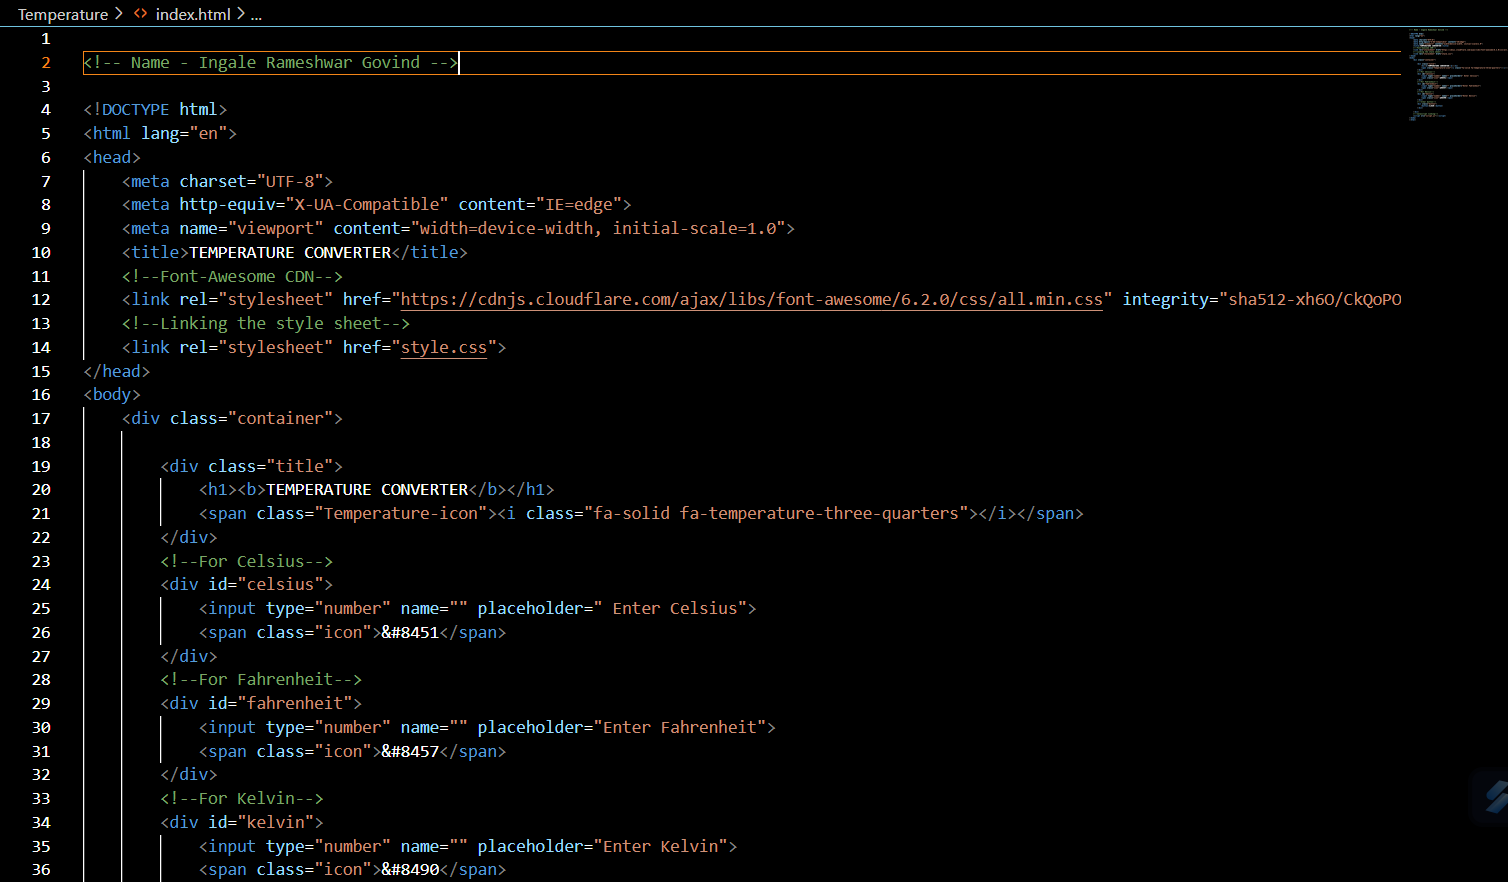 Temperature > <> index.html > ...
1
2 <!-- Name - Ingale Rameshwar Govind -->
3
4 <!DOCTYPE html>
5 <html lang="en">
6 <head>
7 <meta charset="UTF-8">
8 <meta http-equiv="X-UA-Compatible" content="IE=edge">
9 <meta name="viewport" content="width=device-width, initial-scale=1.0">
10 <title>TEMPERATURE CONVERTER</title>
11 <!--Font-Awesome CDN-->
12 <link rel="stylesheet" href="https://cdnjs.cloudflare.com/ajax/libs/font-awesome/6.2.0/css/all.min.css" integrity="sha512-xh6O/CkQoPO
13 <!--Linking the style sheet-->
14 <link rel="stylesheet" href="style.css">
15 </head>
16 <body>
17 <div class="container">
18
19 <div class="title">
20 <h1><b>TEMPERATURE CONVERTER</b></h1>
21 <span class="Temperature-icon"><i class="fa-solid fa-temperature-three-quarters"></i></span>
22 </div>
23 <!--For Celsius-->
24 <div id="celsius">
25 <input type="number" name="" placeholder=" Enter Celsius">
26 <span class="icon">&#8451</span>
27 </div>
28 <!--For Fahrenheit-->
29 <div id="fahrenheit">
30 <input type="number" name="" placeholder="Enter Fahrenheit">
31 <span class="icon">&#8457</span>
32 </div>
33 <!--For Kelvin-->
34 <div id="kelvin">
35 <input type="number" name="" placeholder="Enter Kelvin">
36 <span class="icon">&#8490</span>